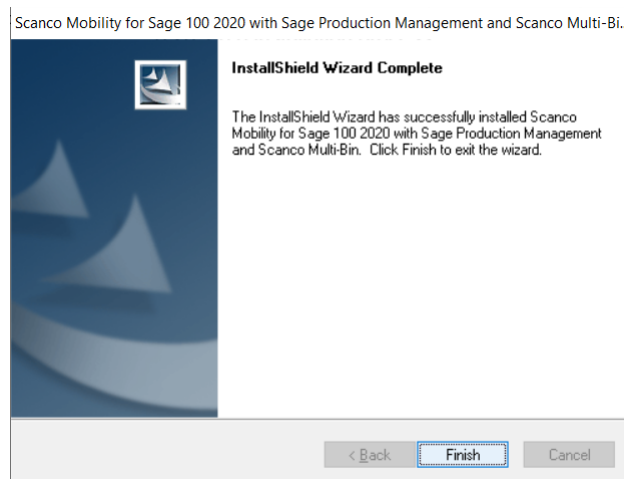 Scanco Mobility for Sage 100 2020 with Sage Production Management and Scanco Multi-Bi..
InstallShield Wizard Complete
The InstallShield Wizard has successfully installed Scanco
Mobility for Sage 100 2020 with Sage Production Management
and Scanco Multi-Bin. Click Finish to exit the wizard.
< Back
Finish
Cancel